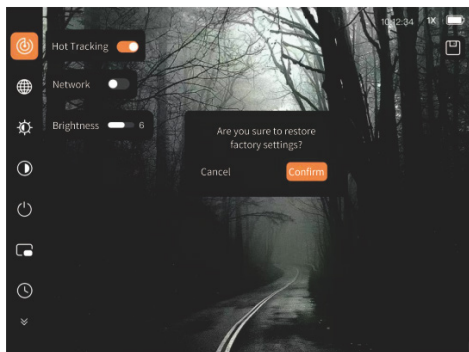 10:12:34 1X
Hot Tracking
Network
Brightness 6
Are you sure to restore
factory settings?
Cancel Confirm